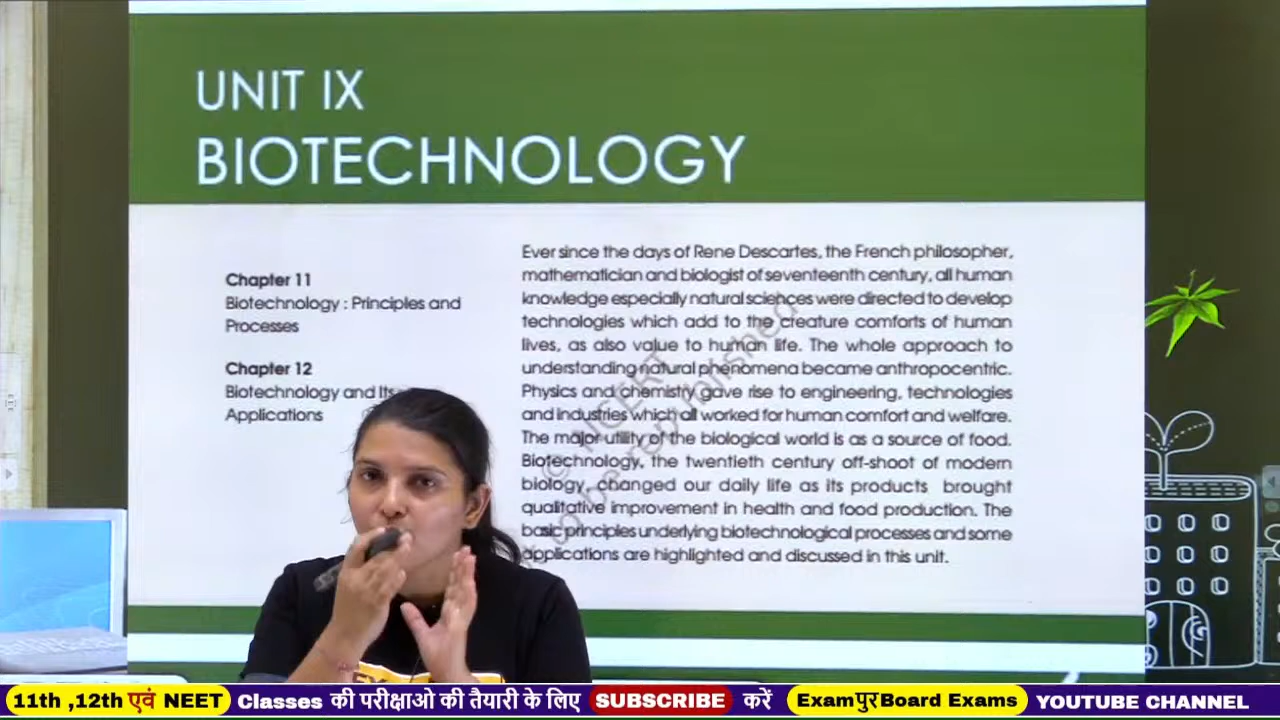 UNIT IX
BIOTECHNOLOGY
Chapter 11
Biotechnology : Principles and
Processes
Chapter 12
Biotechnology and Its
Applications
Ever since the days of Rene Descartes, the French philosopher,
mathematician and biologist of seventeenth century, all human
knowledge especially natural sciences were directed to develop
technologies which add to the creature comforts of human
lives, as also value to human life. The whole approach to
understanding natural phenomena became anthropocentric.
Physics and chemistry gave rise to engineering, technologies
and industries which all worked for human comfort and welfare.
The major utility of the biological world is as a source of food.
Biotechnology, the twentieth century off-shoot of modern
biology, changed our daily life as its products brought
qualitative improvement in health and food production. The
basic principles underlying biotechnological processes and some
applications are highlighted and discussed in this unit.
© NCERT
be republished
11th ,12th एवं NEET Classes की परीक्षाओ की तैयारी के लिए SUBSCRIBE करें Examपुर Board Exams YOUTUBE CHANNEL